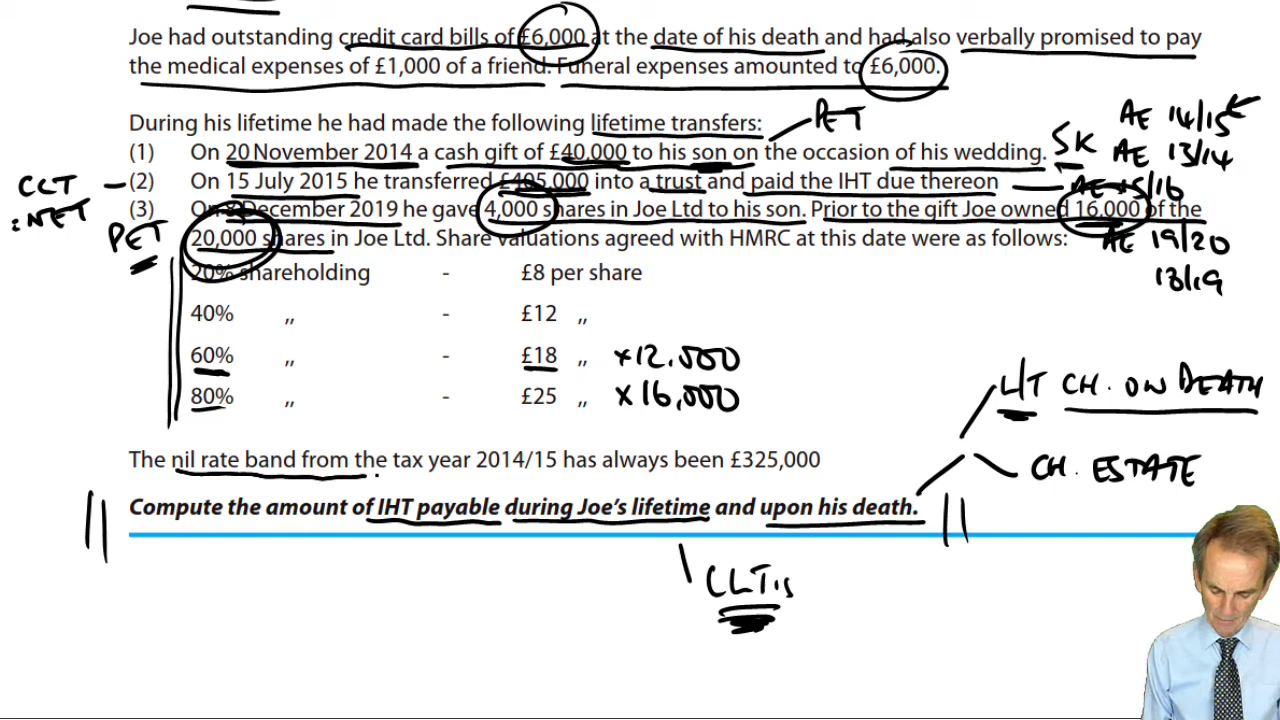 Joe had outstanding credit card bills of £6,000 at the date of his death and had also verbally promised to pay
the medical expenses of £1,000 of a friend. Funeral expenses amounted to £6,000.
PET
AE 14/15
During his lifetime he had made the following lifetime transfers:
(1) On 20 November 2014 a cash gift of £40,000 to his son on the occasion of his wedding.
5K AE 13/14
CLT
(2) On 15 July 2015 he transferred £405,000 into a trust and paid the IHT due thereon
AE 15/16
: NET
(3) On 8 December 2019 he gave 4,000 shares in Joe Ltd to his son. Prior to the gift Joe owned 16,000 of the
PET
20,000 shares in Joe Ltd. Share valuations agreed with HMRC at this date were as follows:
AE 19/20
20% shareholding - £8 per share
18/19
40% ,, - £12 ,,
60% ,, - £18 ,, ×12,000
80% ,, - £25 ,, ×16,000
L/T CH. ON DEATH
The nil rate band from the tax year 2014/15 has always been £325,000
CH. ESTATE
Compute the amount of IHT payable during Joe's lifetime and upon his death.
CLTis